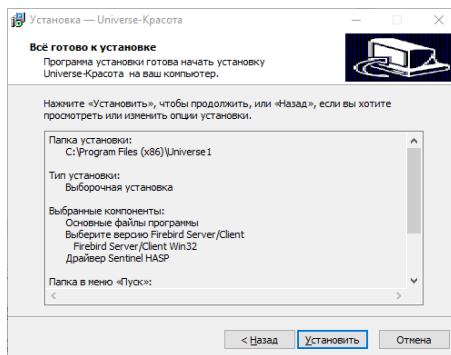 Установка — Universe-Красота
Всё готово к установке
Программа установки готова начать установку
Universe-Красота на ваш компьютер.
Нажмите «Установить», чтобы продолжить, или «Назад», если вы хотите
просмотреть или изменить опции установки.
Папка установки:
C:\Program Files (x86)\Universe1
Тип установки:
Выборочная установка
Выбранные компоненты:
Основные файлы программы
Выберите версию Firebird Server/Client
Firebird Server/Client Win32
Драйвер Sentinel HASP
Папка в меню «Пуск»:
< Назад
Установить
Отмена